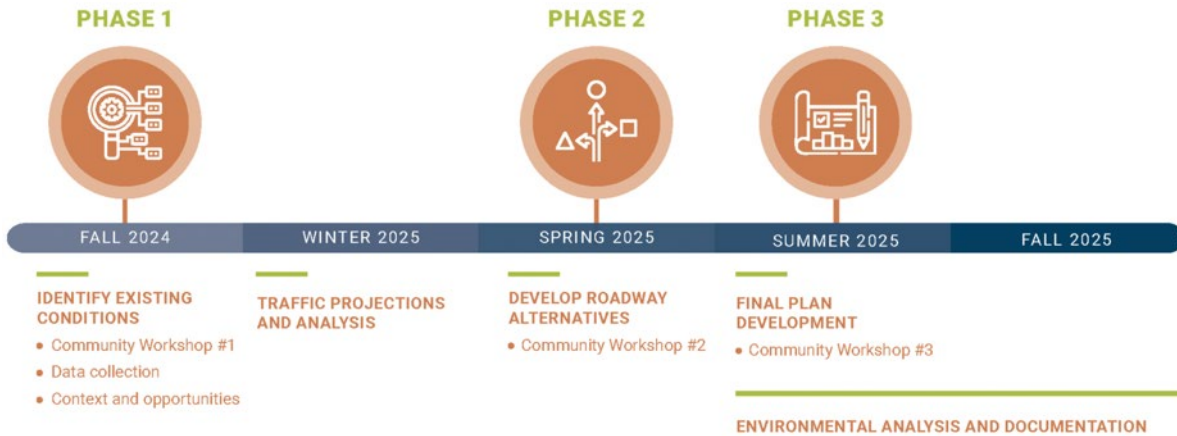 PHASE 1
PHASE 2
PHASE 3
FALL 2024
WINTER 2025
SPRING 2025
SUMMER 2025
FALL 2025
IDENTIFY EXISTING
CONDITIONS
• Community Workshop #1
• Data collection
• Context and opportunities
TRAFFIC PROJECTIONS
AND ANALYSIS
DEVELOP ROADWAY
ALTERNATIVES
• Community Workshop #2
FINAL PLAN
DEVELOPMENT
• Community Workshop #3
ENVIRONMENTAL ANALYSIS AND DOCUMENTATION